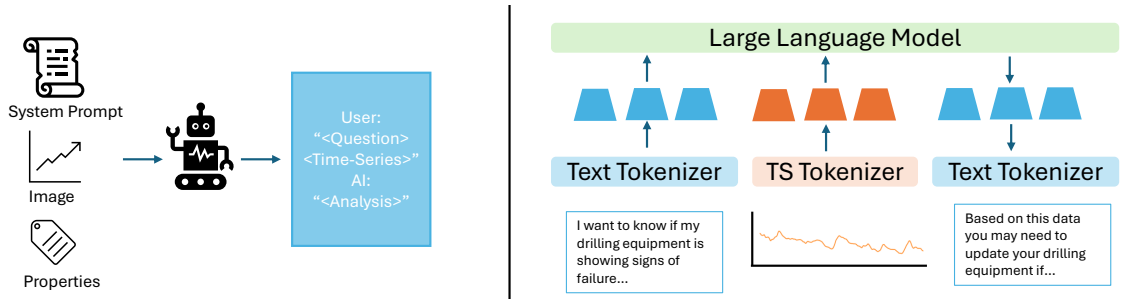 System Prompt
Image
Properties
User:
“<Question>
<Time-Series>”
AI:
“<Analysis>”
Large Language Model
Text Tokenizer
TS Tokenizer
Text Tokenizer
I want to know if my
drilling equipment is
showing signs of
failure...
Based on this data
you may need to
update your drilling
equipment if...